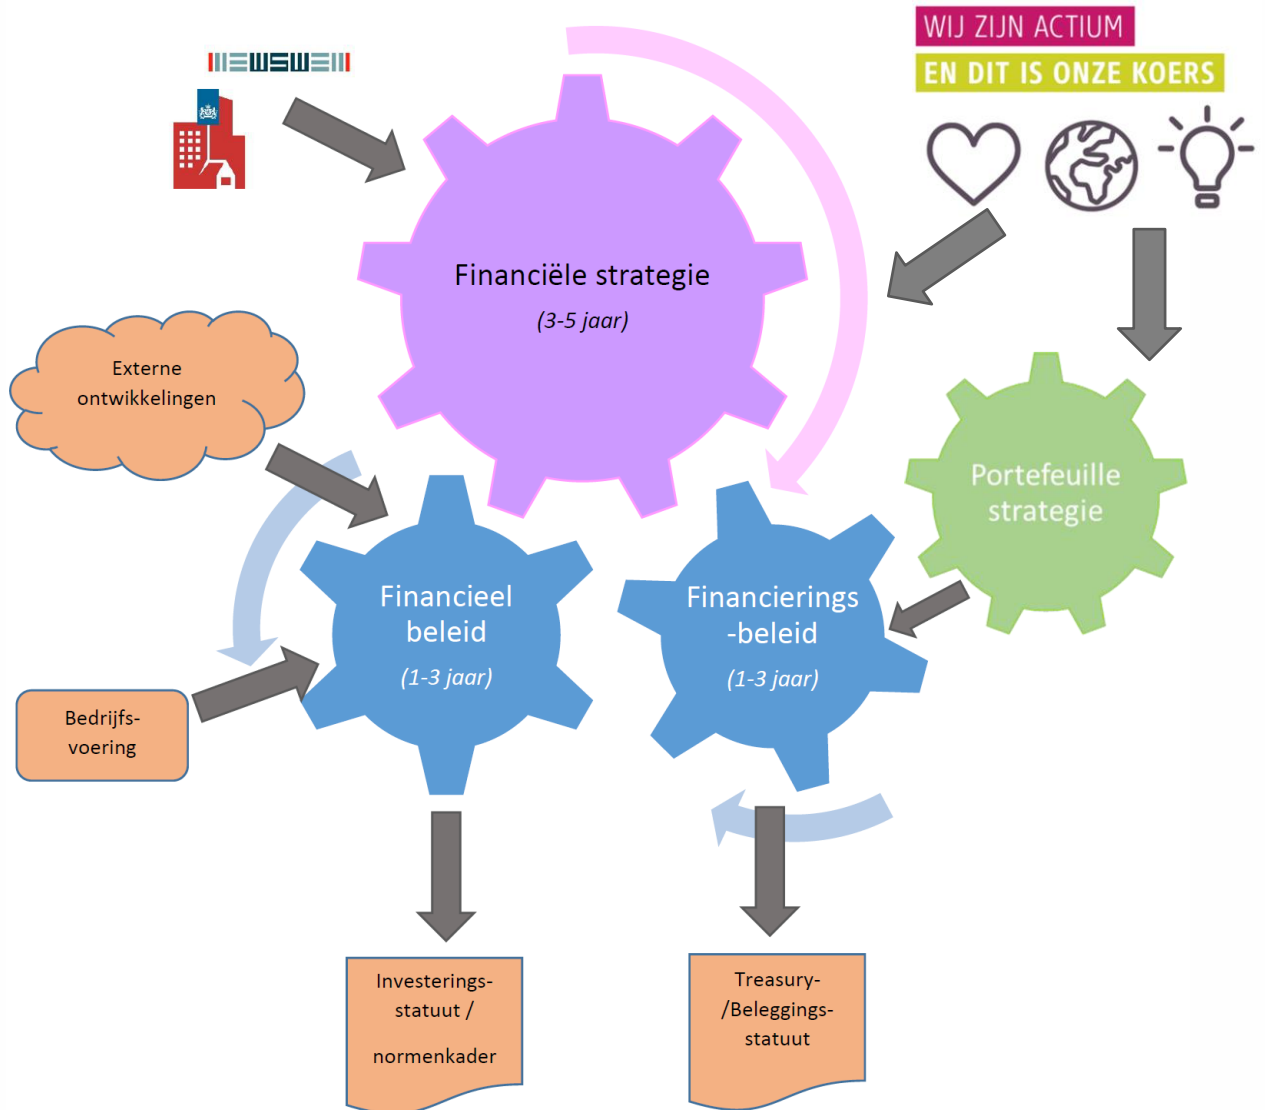 WSW
WIJ ZIJN ACTIUM
EN DIT IS ONZE KOERS
Financiële strategie
(3-5 jaar)
Externe
ontwikkelingen
Portefeuille
strategie
Financieel
beleid
(1-3 jaar)
Financierings
-beleid
(1-3 jaar)
Bedrijfs-
voering
Investerings-
statuut /
normenkader
Treasury-
/Beleggings-
statuut